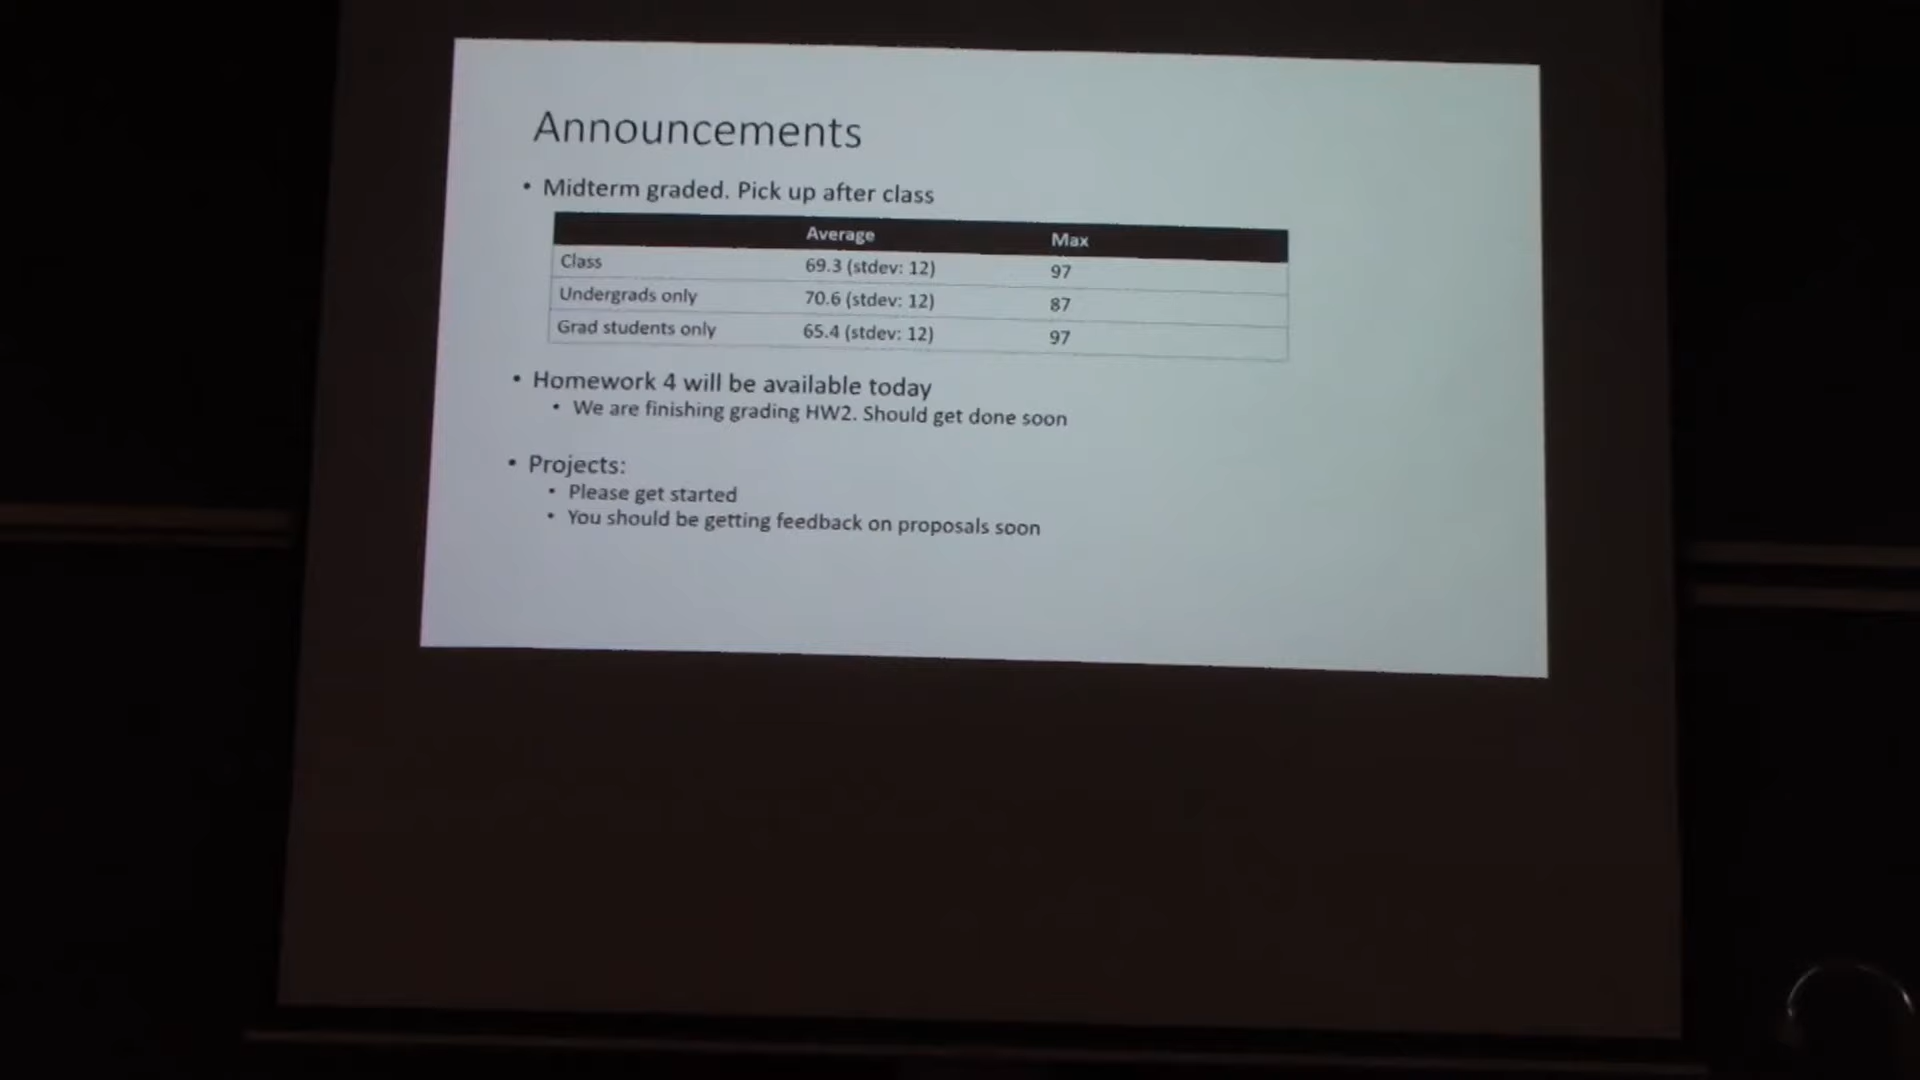 Announcements
• Midterm graded. Pick up after class
Average Max
Class 69.3 (stdev: 12) 97
Undergrads only 70.6 (stdev: 12) 87
Grad students only 65.4 (stdev: 12) 97
• Homework 4 will be available today
• We are finishing grading HW2. Should get done soon
• Projects:
• Please get started
• You should be getting feedback on proposals soon